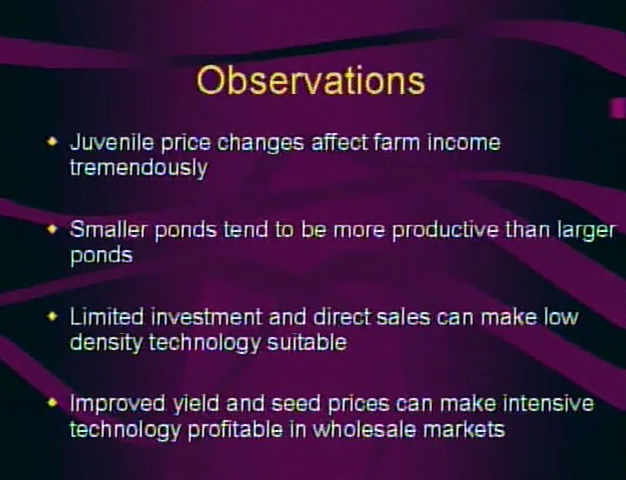 Observations
Juvenile price changes affect farm income
tremendously
Smaller ponds tend to be more productive than larger
ponds
Limited investment and direct sales can make low
density technology suitable
Improved yield and seed prices can make intensive
technology profitable in wholesale markets